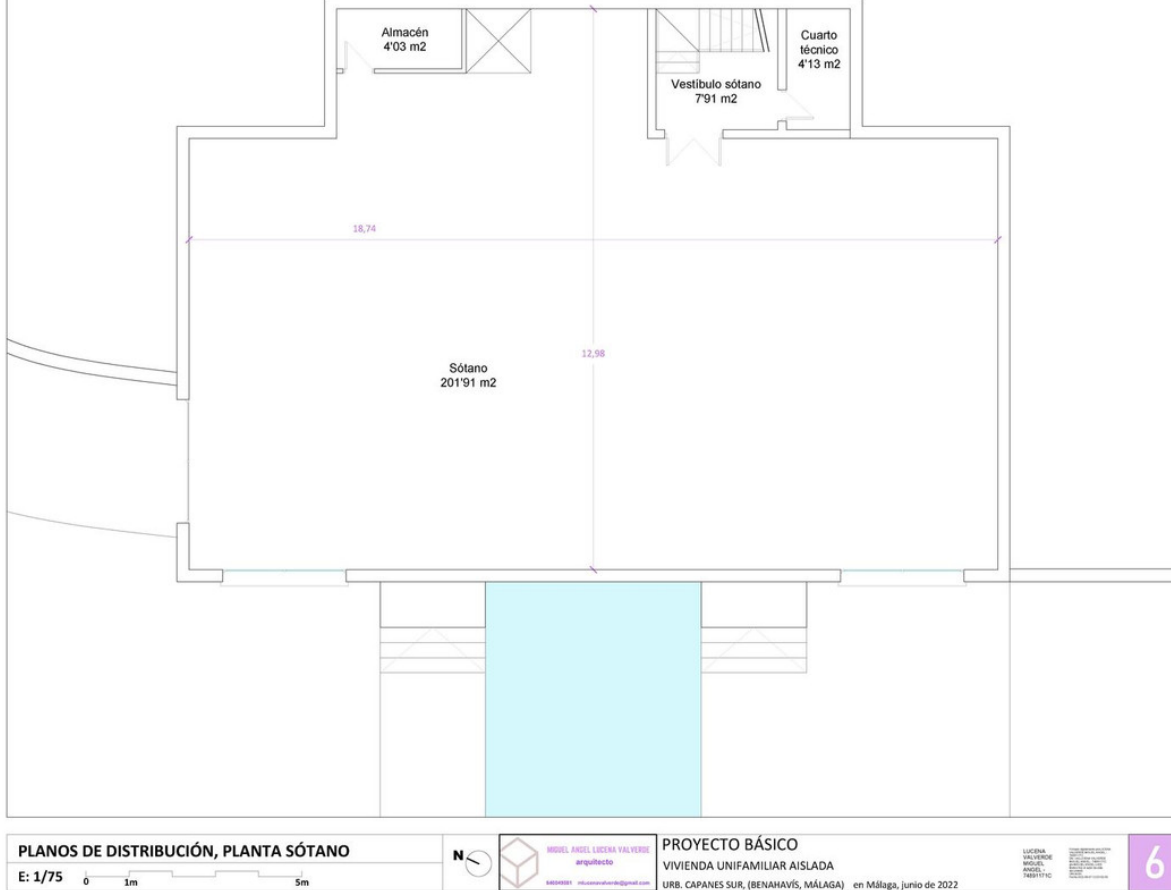 Almacén
4'03 m2
Cuarto
técnico
4'13 m2
Vestíbulo sótano
7'91 m2
18,74
12,98
Sótano
201'91 m2
PLANOS DE DISTRIBUCIÓN, PLANTA SÓTANO
E: 1/75
0 1m 5m
N
MIGUEL ANGEL LUCENA VALVERDE
arquitecto
PROYECTO BÁSICO
VIVIENDA UNIFAMILIAR AISLADA
URB. CAPANES SUR, (BENAHAVÍS, MÁLAGA) en Málaga, junio de 2022
LUCENA
VALVERDE
MIGUEL
ANGEL -
6